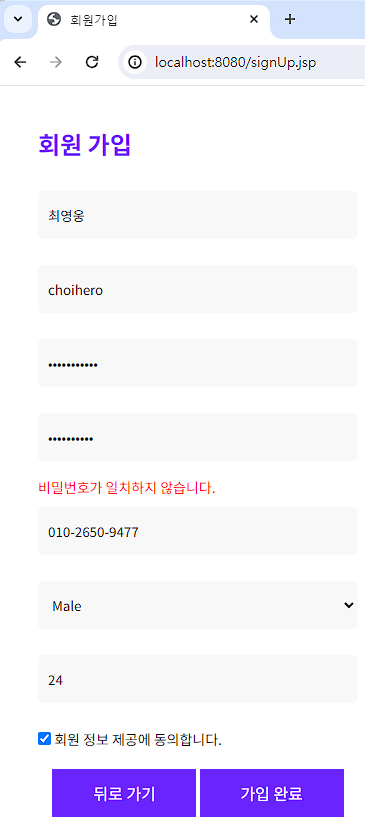 회원가입
localhost:8080/signUp.jsp
회원 가입
최영웅
choihero
•••••••••••
••••••••••
비밀번호가 일치하지 않습니다.
010-2650-9477
Male
24
회원 정보 제공에 동의합니다.
뒤로 가기 가입 완료